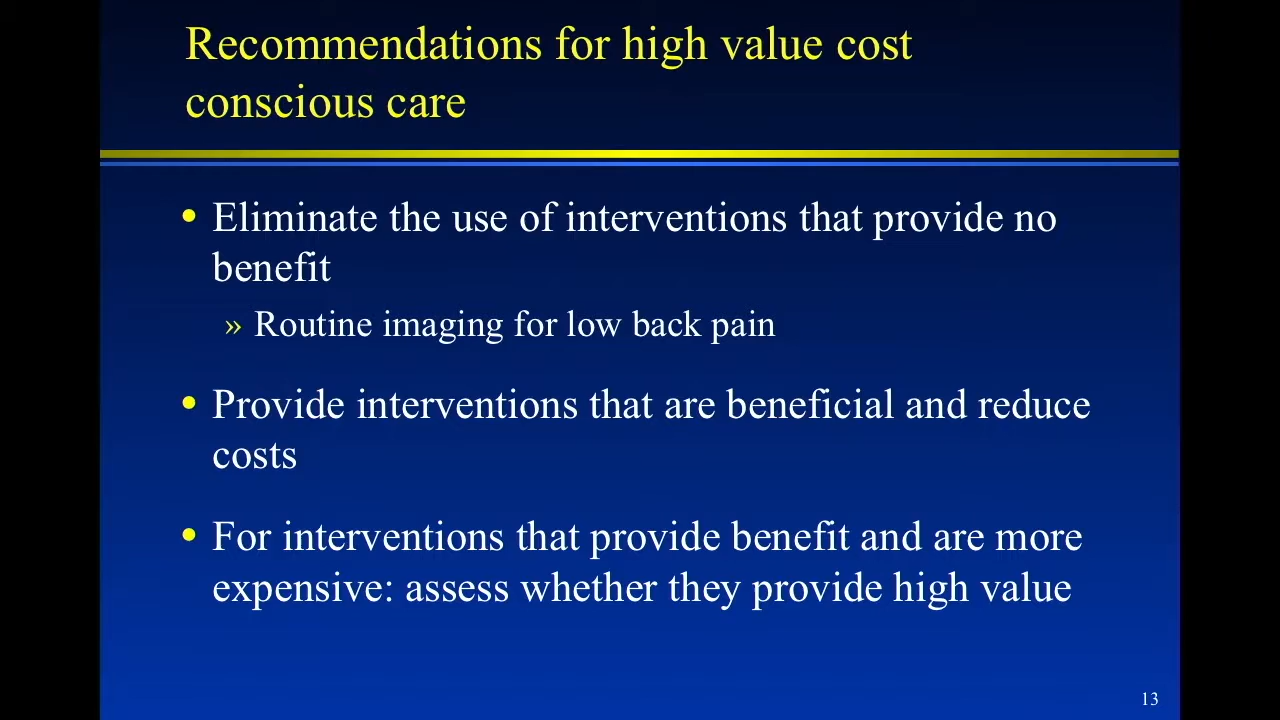 Recommendations for high value cost
conscious care
• Eliminate the use of interventions that provide no
benefit
» Routine imaging for low back pain
• Provide interventions that are beneficial and reduce
costs
• For interventions that provide benefit and are more
expensive: assess whether they provide high value
13